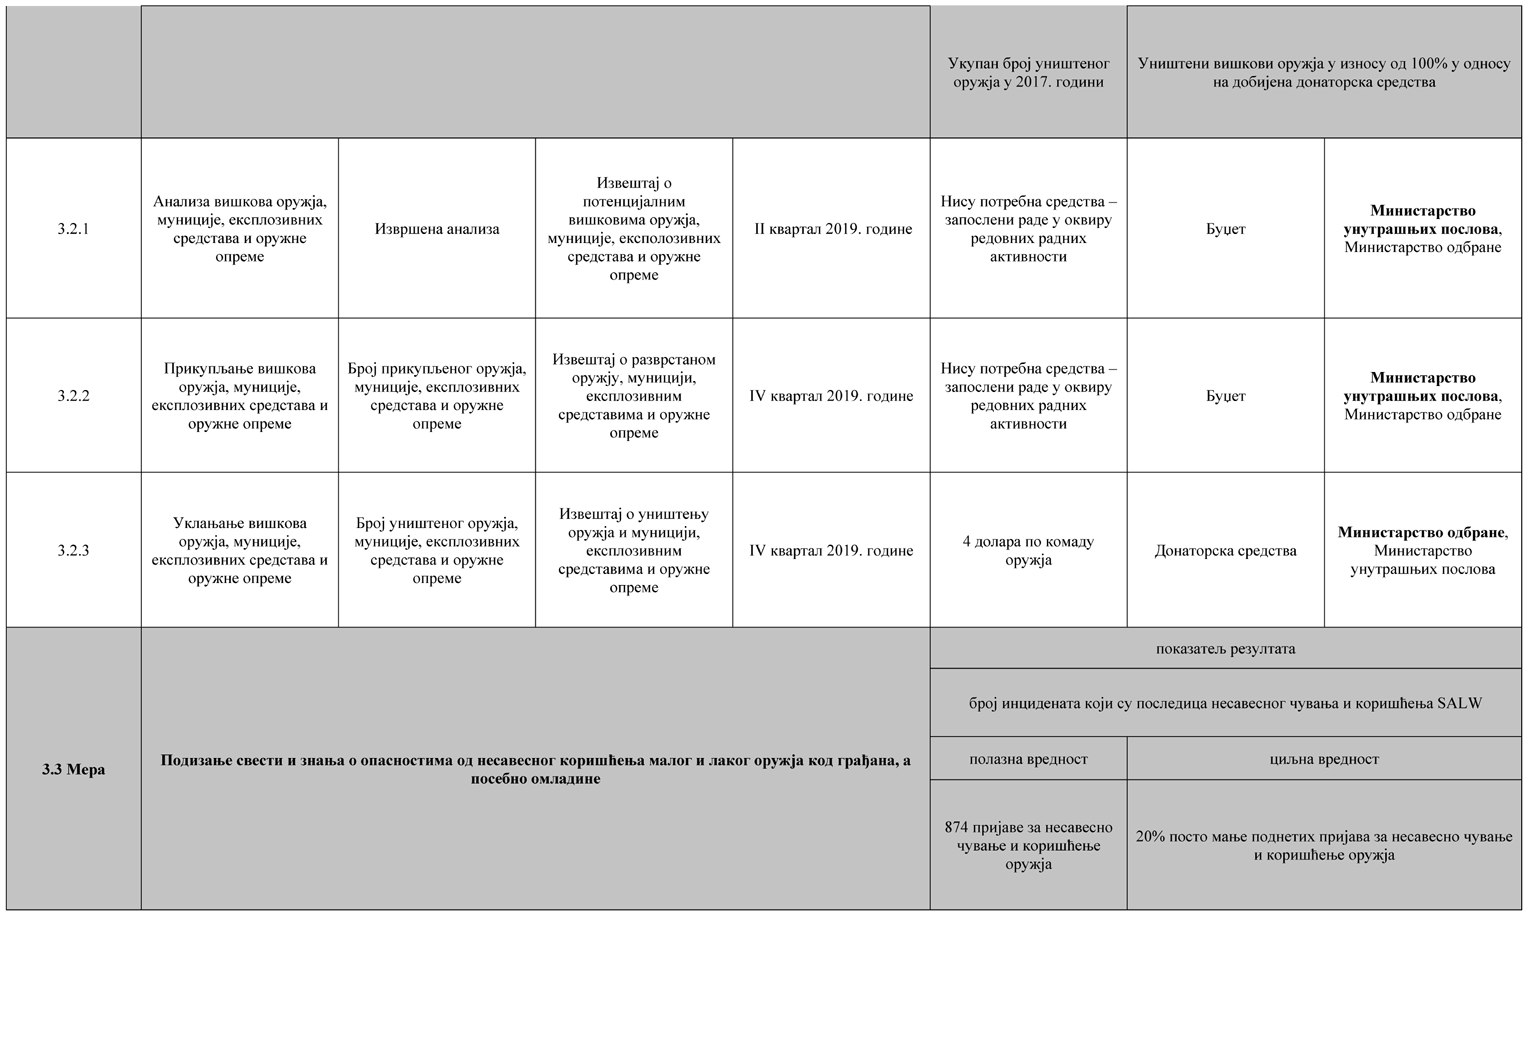 Укупан број уништеног
оружја у 2017. години
Уништени вишкови оружја у износу од 100% у односу
на добијена донаторска средства
3.2.1
Анализа вишкова оружја,
муниције, експлозивних
средстава и оружне
опреме
Извршена анализа
Извештај о
потенцијалним
вишковима оружја,
муниције, експолозивних
средстава и оружне
опреме
II квартал 2019. године
Нису потребна средства –
запослени раде у оквиру
редовних радних
активности
Буџет
Министарство
унутрашњих послова,
Министарство одбране
3.2.2
Прикупљање вишкова
оружја, муниције,
експлозивних средстава и
оружне опреме
Број прикупљеног оружја,
муниције, експлозивних
средстава и оружне
опреме
Извештај о разврстаном
оружју, муницији,
експлозивним
средставима и оружне
опреме
IV квартал 2019. године
Нису потребна средства –
запослени раде у оквиру
редовних радних
активности
Буџет
Министарство
унутрашњих послова,
Министарство одбране
3.2.3
Уклањање вишкова
оружја, муниције,
експлозивних средстава и
оружне опреме
Број уништеног оружја,
муниције, експлозивних
средстава и оружне
опреме
Извештај о уништењу
оружја и муницији,
експлозивним
средставима и оружне
опреме
IV квартал 2019. године
4 долара по комаду
оружја
Донаторска средства
Министарство одбране,
Министарство
унутрашњих послова
3.3 Мера
Подизање свести и знања о опасностима од несавесног коришћења малог и лаког оружја код грађана, а
посебно омладине
показатељ резултата
број инцидената који су последица несавесног чувања и коришћења SALW
полазна вредност
циљна вредност
874 пријаве за несавесно
чување и коришћење
оружја
20% посто мање поднетих пријава за несавесно чување
и коришћење оружја